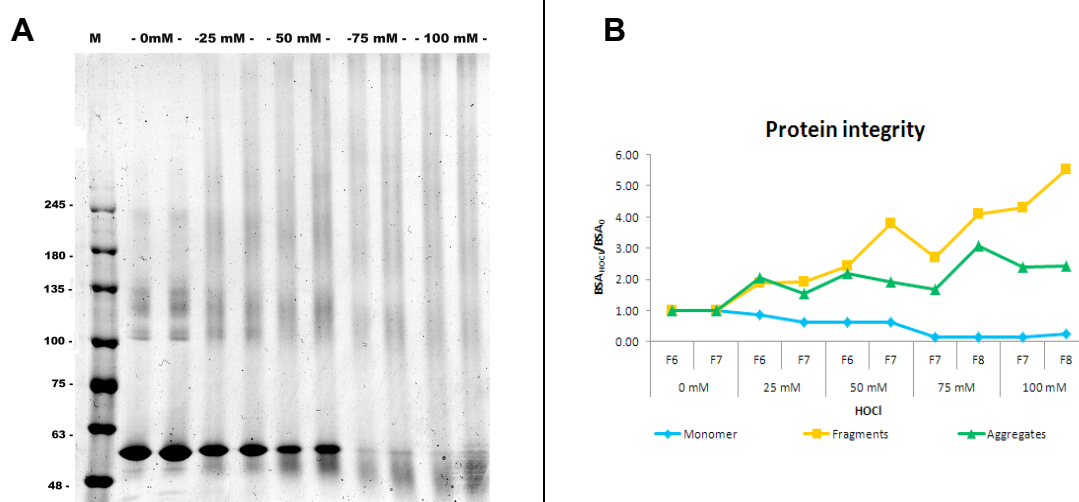 A
M - 0mM - -25 mM - - 50 mM - -75 mM - - 100 mM -
245 -
180 -
135 -
100 -
75 -
63 -
48 -
B
Protein integrity
6.00
5.00
4.00
3.00
2.00
1.00
0.00
BSAHOCl/BSA0
F6 F7 F6 F7 F6 F7 F7 F8 F7 F8
0 mM 25 mM 50 mM 75 mM 100 mM
HOCl
Monomer Fragments Aggregates